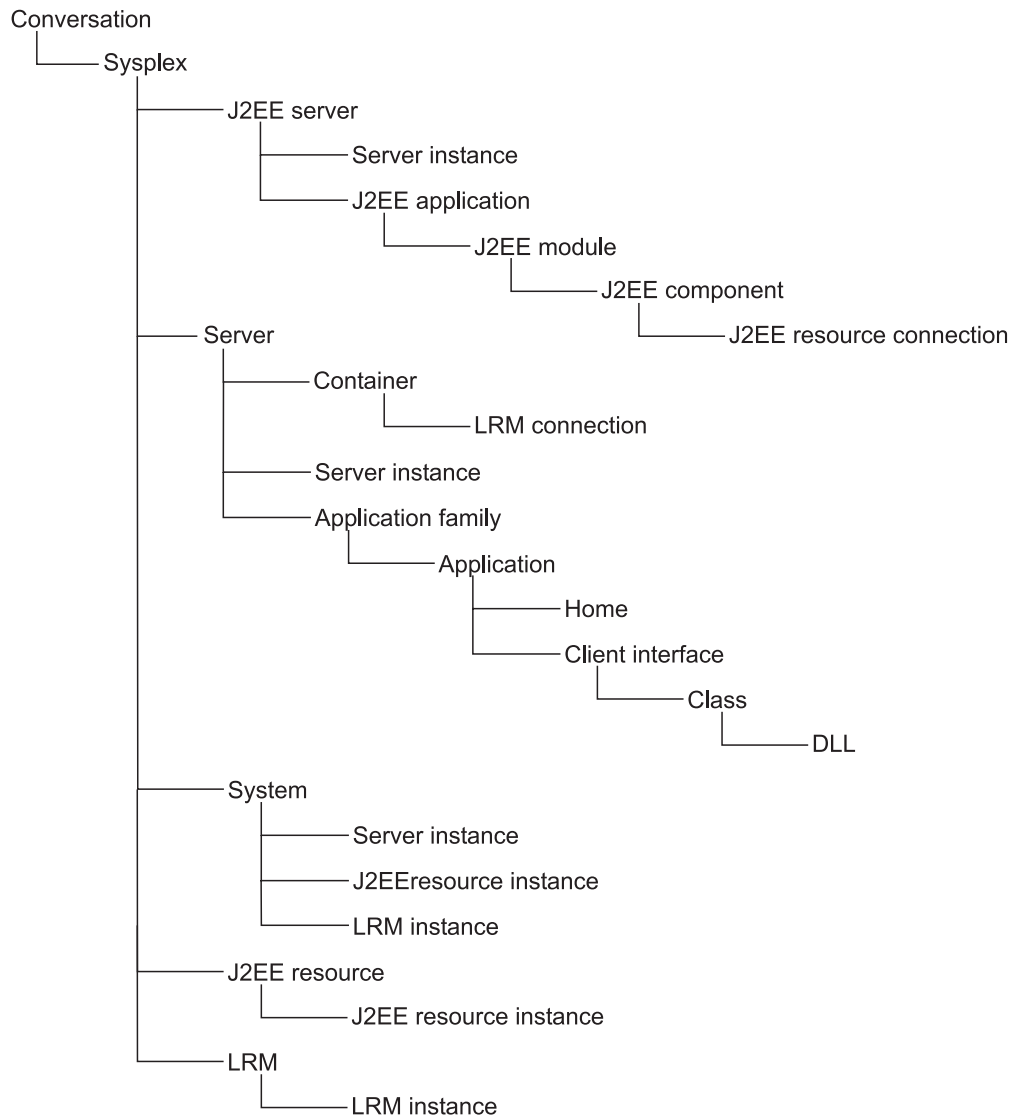 Conversation
Sysplex
J2EE server
Server instance
J2EE application
J2EE module
J2EE component
J2EE resource connection
Server
Container
LRM connection
Server instance
Application family
Application
Home
Client interface
Class
DLL
System
Server instance
J2EEresource instance
LRM instance
J2EE resource
J2EE resource instance
LRM
LRM instance